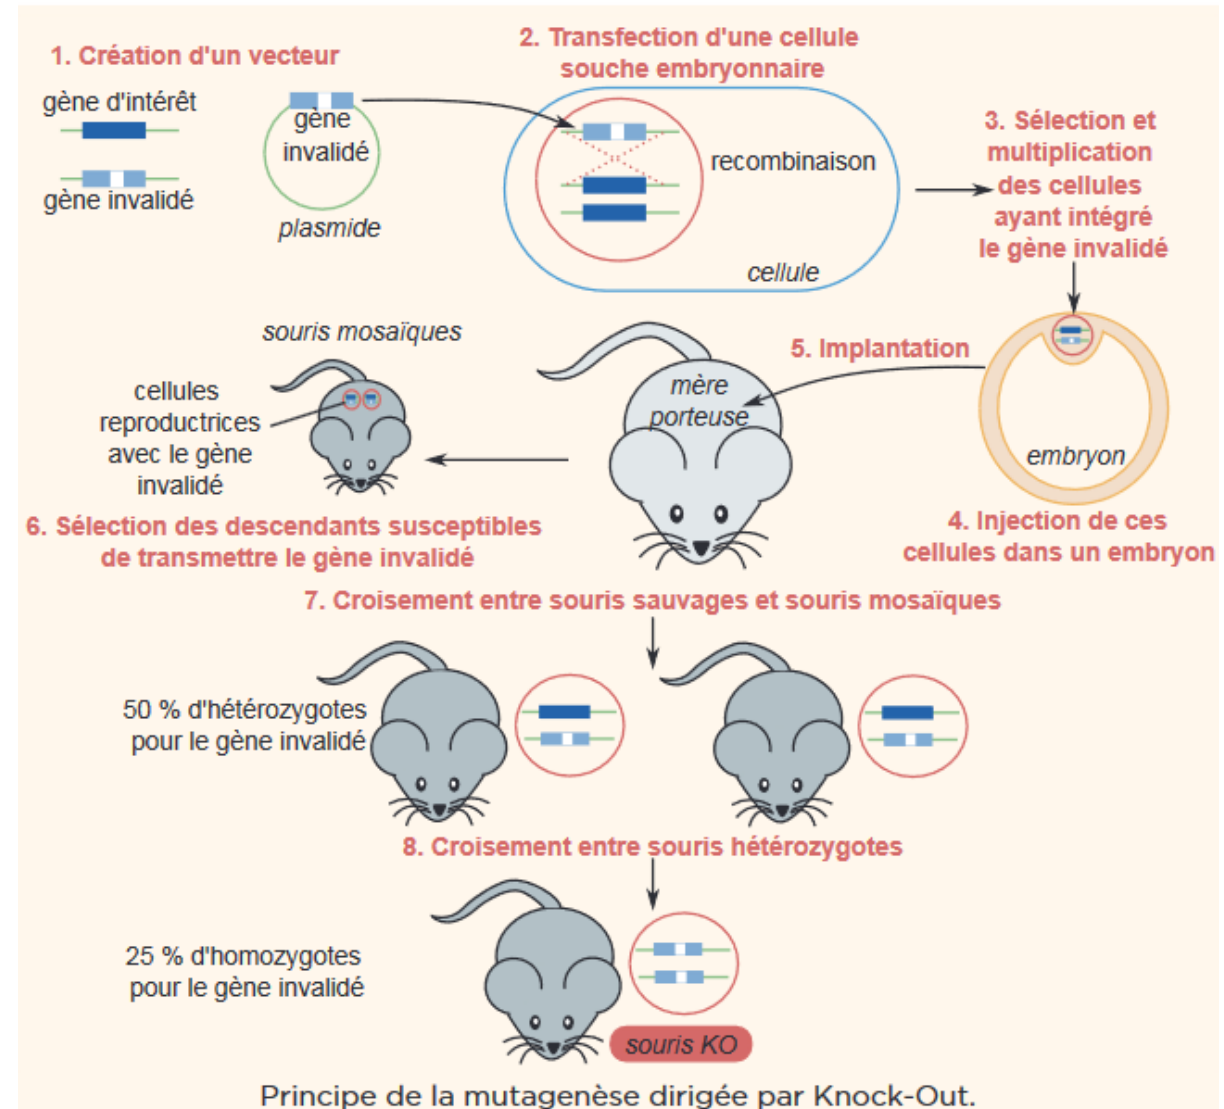 1. Création d'un vecteur
gène d'intérêt
gène invalidé
gène
invalidé
plasmide
2. Transfection d'une cellule
souche embryonnaire
recombinaison
cellule
3. Sélection et
multiplication
des cellules
ayant intégré
le gène invalidé
embryon
4. Injection de ces
cellules dans un embryon
5. Implantation
mère
porteuse
souris mosaïques
cellules
reproductrices
avec le gène
invalidé
6. Sélection des descendants susceptibles
de transmettre le gène invalidé
7. Croisement entre souris sauvages et souris mosaïques
50 % d'hétérozygotes
pour le gène invalidé
8. Croisement entre souris hétérozygotes
25 % d'homozygotes
pour le gène invalidé
souris KO
Principe de la mutagenèse dirigée par Knock-Out.